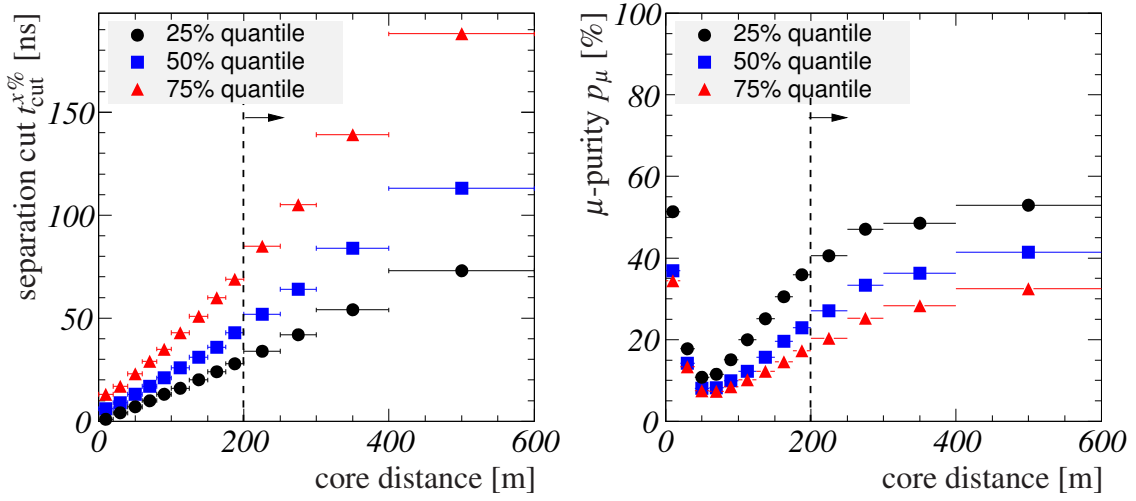 separation cut t_cut^x% [ns]
25% quantile
50% quantile
75% quantile
150
100
50
0
0 200 400 600
core distance [m]
μ-purity p_μ [%]
25% quantile
50% quantile
75% quantile
100
80
60
40
20
0
0 200 400 600
core distance [m]